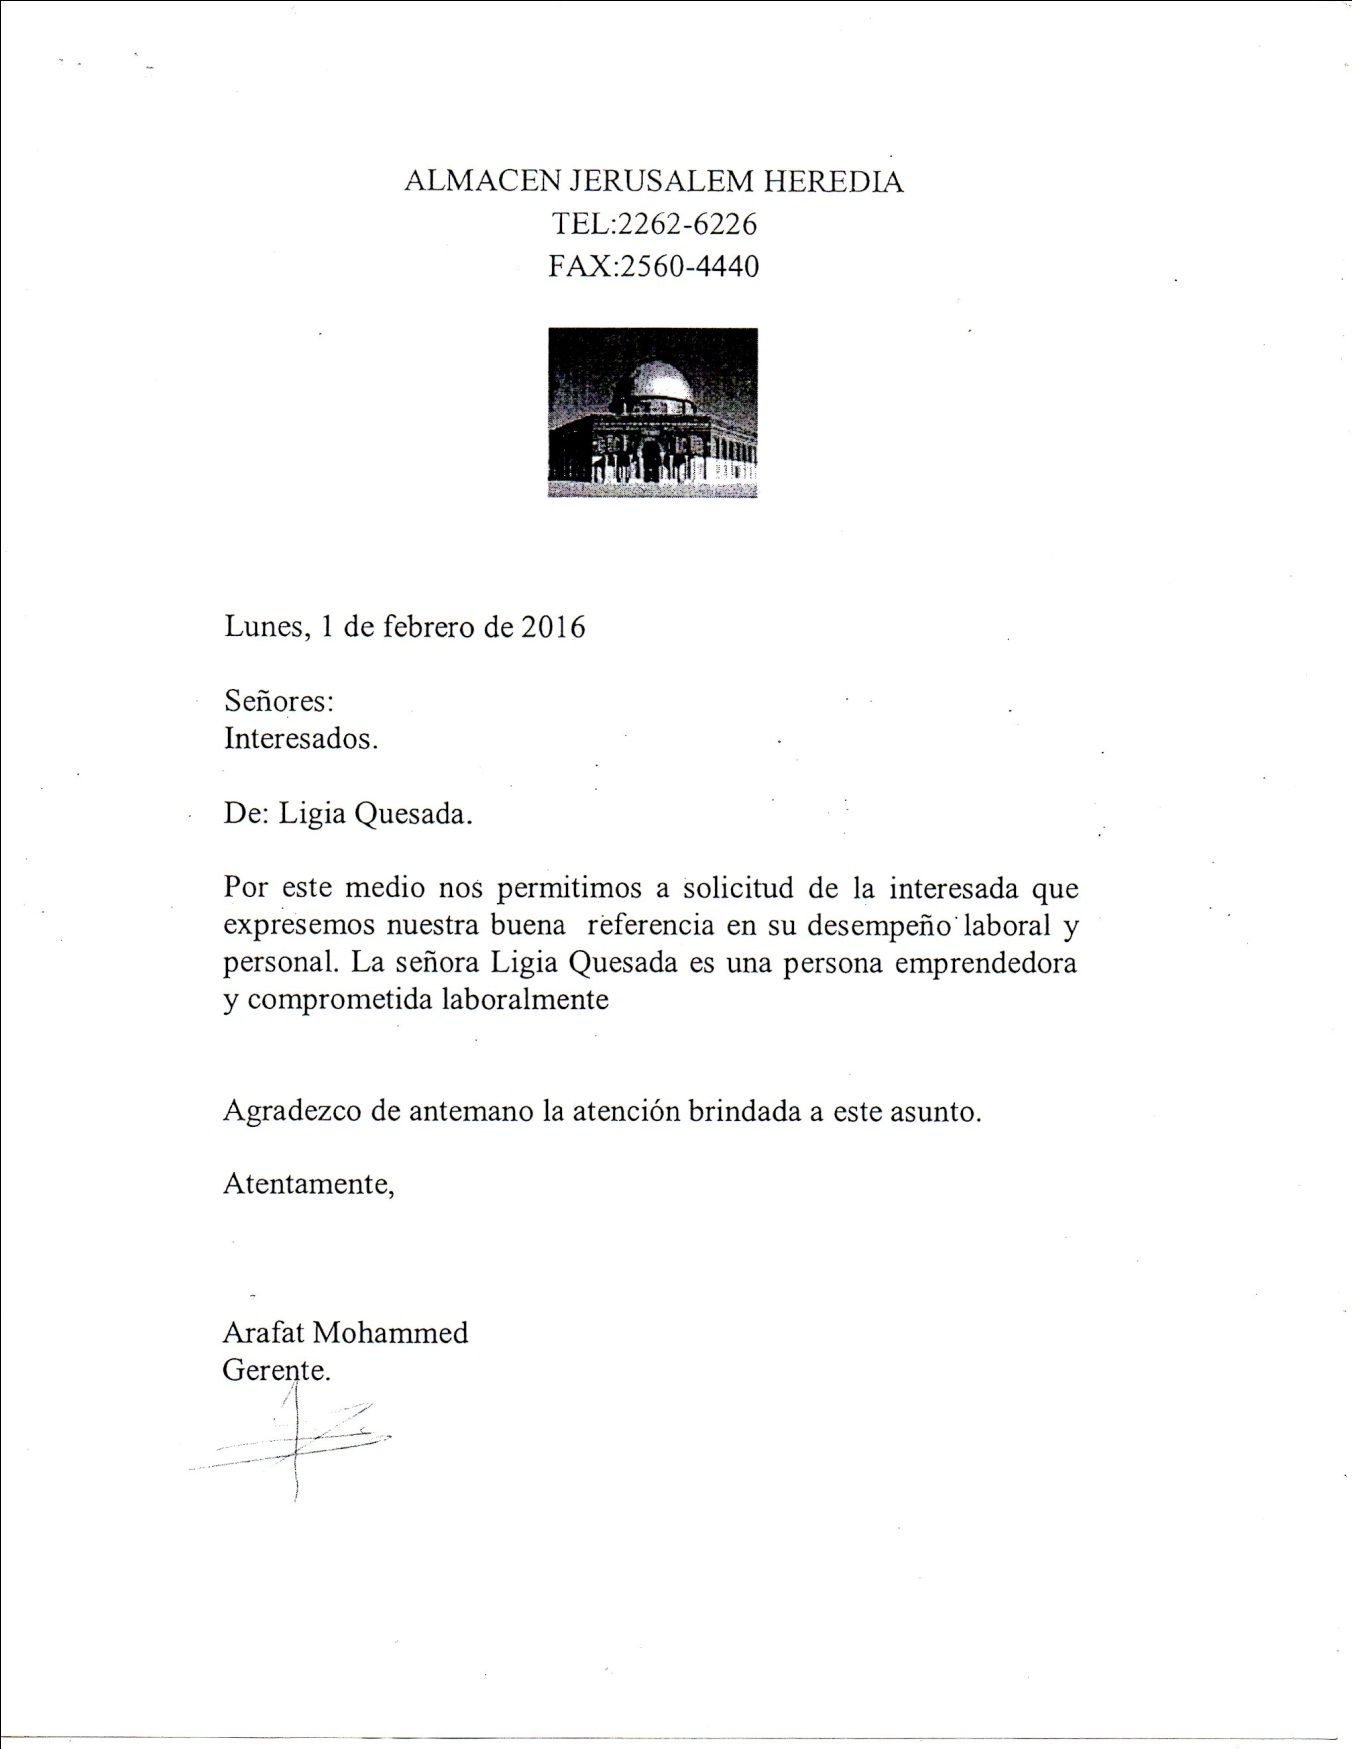 ALMACEN JERUSALEM HEREDIA
TEL:2262-6226
FAX:2560-4440
Lunes, 1 de febrero de 2016
Señores:
Interesados.
De: Ligia Quesada.
Por este medio nos permitimos a solicitud de la interesada que
expresemos nuestra buena referencia en su desempeño laboral y
personal. La señora Ligia Quesada es una persona emprendedora
y comprometida laboralmente
Agradezco de antemano la atención brindada a este asunto.
Atentamente,
Arafat Mohammed
Gerente.